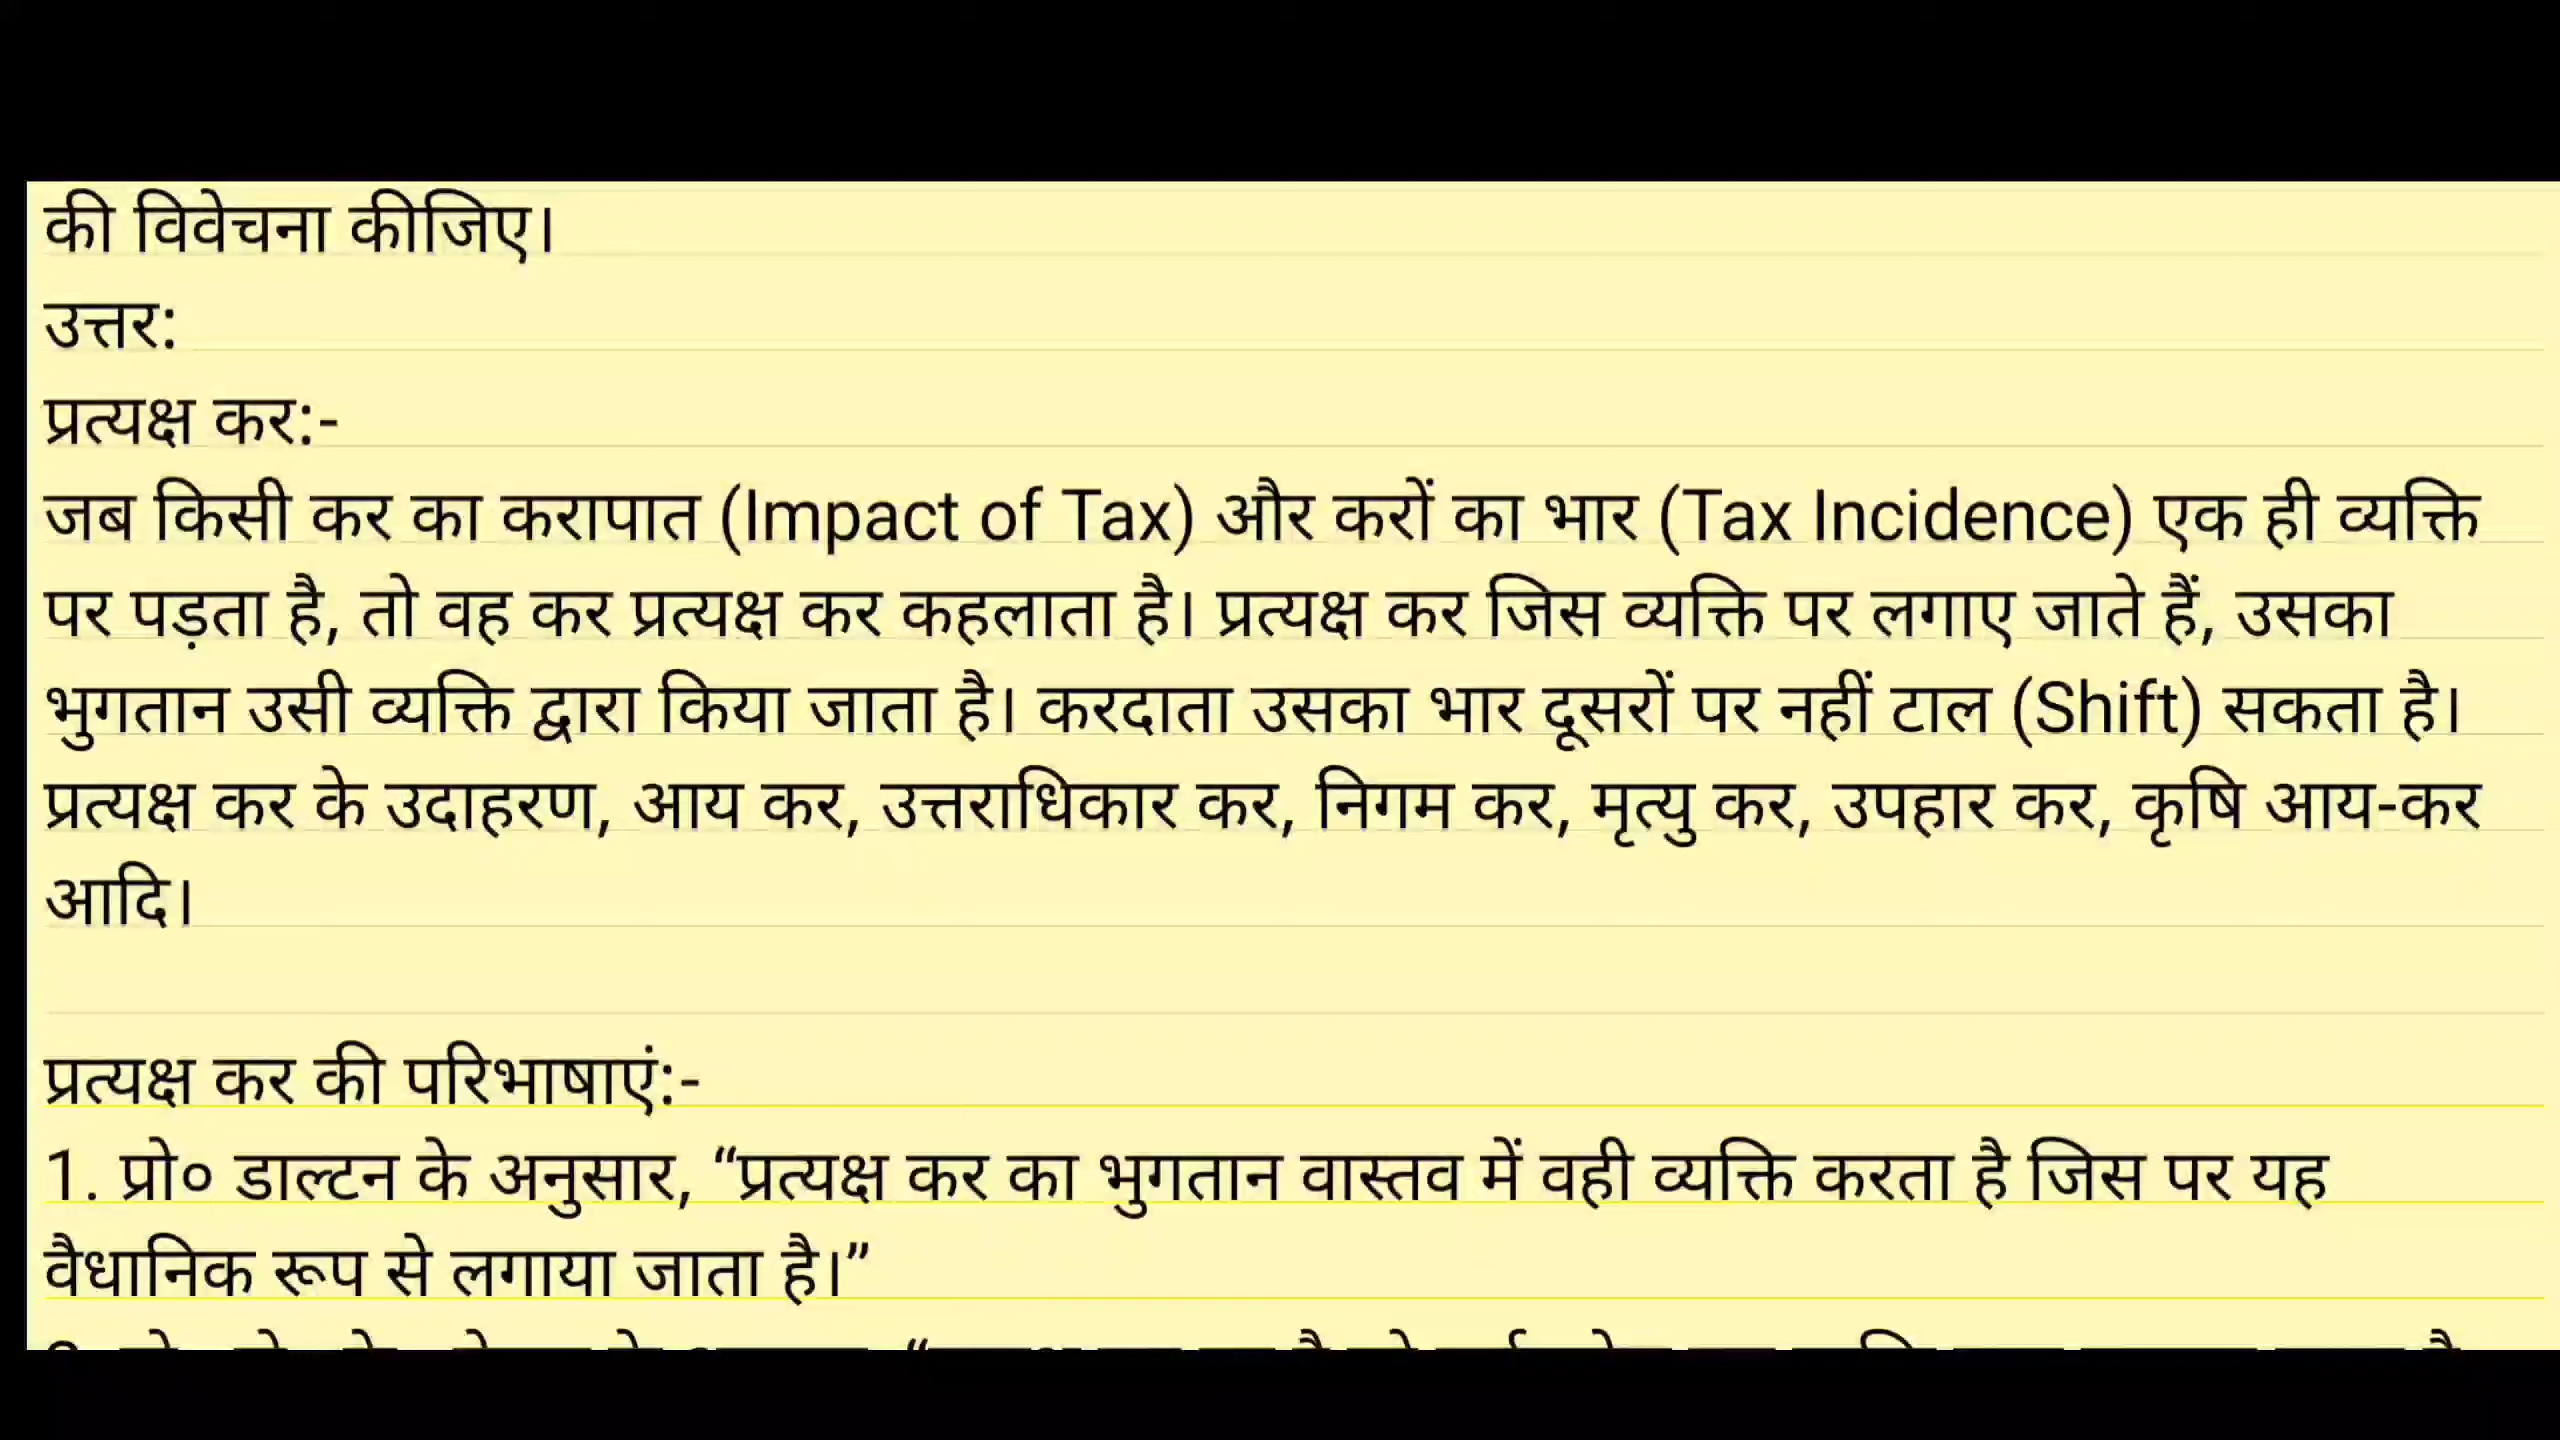 की विवेचना कीजिए।
उत्तर:
प्रत्यक्ष कर:-
जब किसी कर का करापात (Impact of Tax) और करों का भार (Tax Incidence) एक ही व्यक्ति
पर पड़ता है, तो वह कर प्रत्यक्ष कर कहलाता है। प्रत्यक्ष कर जिस व्यक्ति पर लगाए जाते हैं, उसका
भुगतान उसी व्यक्ति द्वारा किया जाता है। करदाता उसका भार दूसरों पर नहीं टाल (Shift) सकता है।
प्रत्यक्ष कर के उदाहरण, आय कर, उत्तराधिकार कर, निगम कर, मृत्यु कर, उपहार कर, कृषि आय-कर
आदि।
प्रत्यक्ष कर की परिभाषाएं:-
1. प्रो० डाल्टन के अनुसार, “प्रत्यक्ष कर का भुगतान वास्तव में वही व्यक्ति करता है जिस पर यह
वैधानिक रूप से लगाया जाता है।”